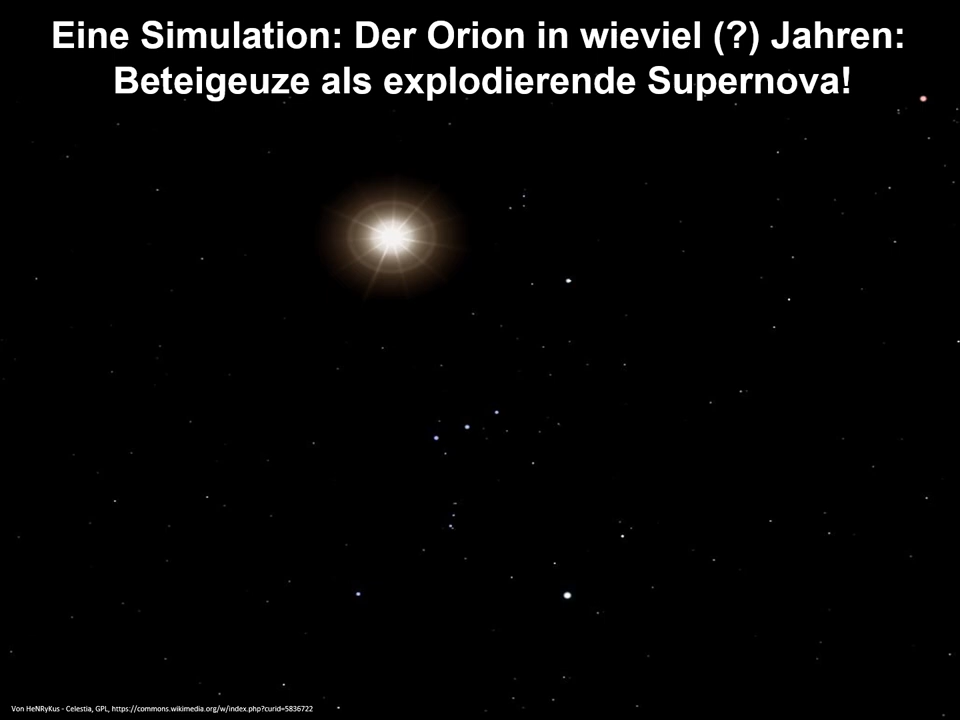 Eine Simulation: Der Orion in wieviel (?) Jahren:
Beteigeuze als explodierende Supernova!
Von HeNRyKus - Celestia, GPL, https://commons.wikimedia.org/w/index.php?curid=5836722